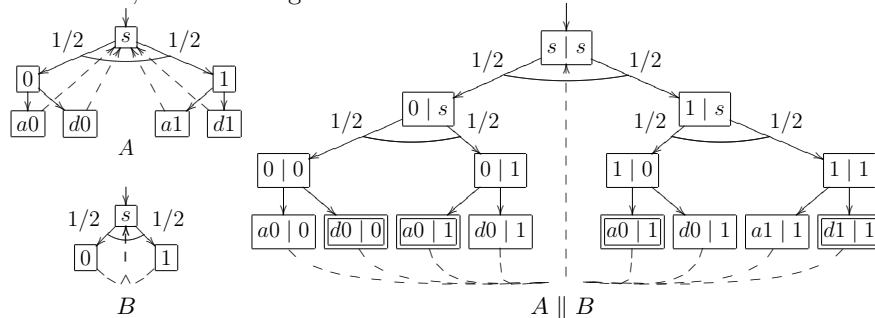 s
1/2 1/2
0 1
a0 d0 a1 d1
A
s
1/2 1/2
0 1
B
s | s
1/2 1/2
0 | s 1 | s
1/2 1/2 1/2 1/2
0 | 0 0 | 1 1 | 0 1 | 1
a0 | 0 d0 | 0 a0 | 1 d0 | 1 a0 | 1 d0 | 1 a1 | 1 d1 | 1
A ∥ B